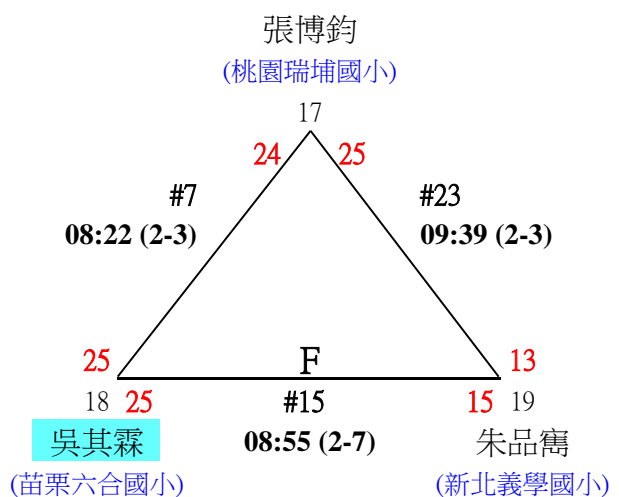 張博鈞
(桃園瑞埔國小)
17
24 25
#7 #23
08:22 (2-3) 09:39 (2-3)
25 F 13
18 25 #15 15 19
吳其霖 08:55 (2-7) 朱品寯
(苗栗六合國小) (新北義學國小)